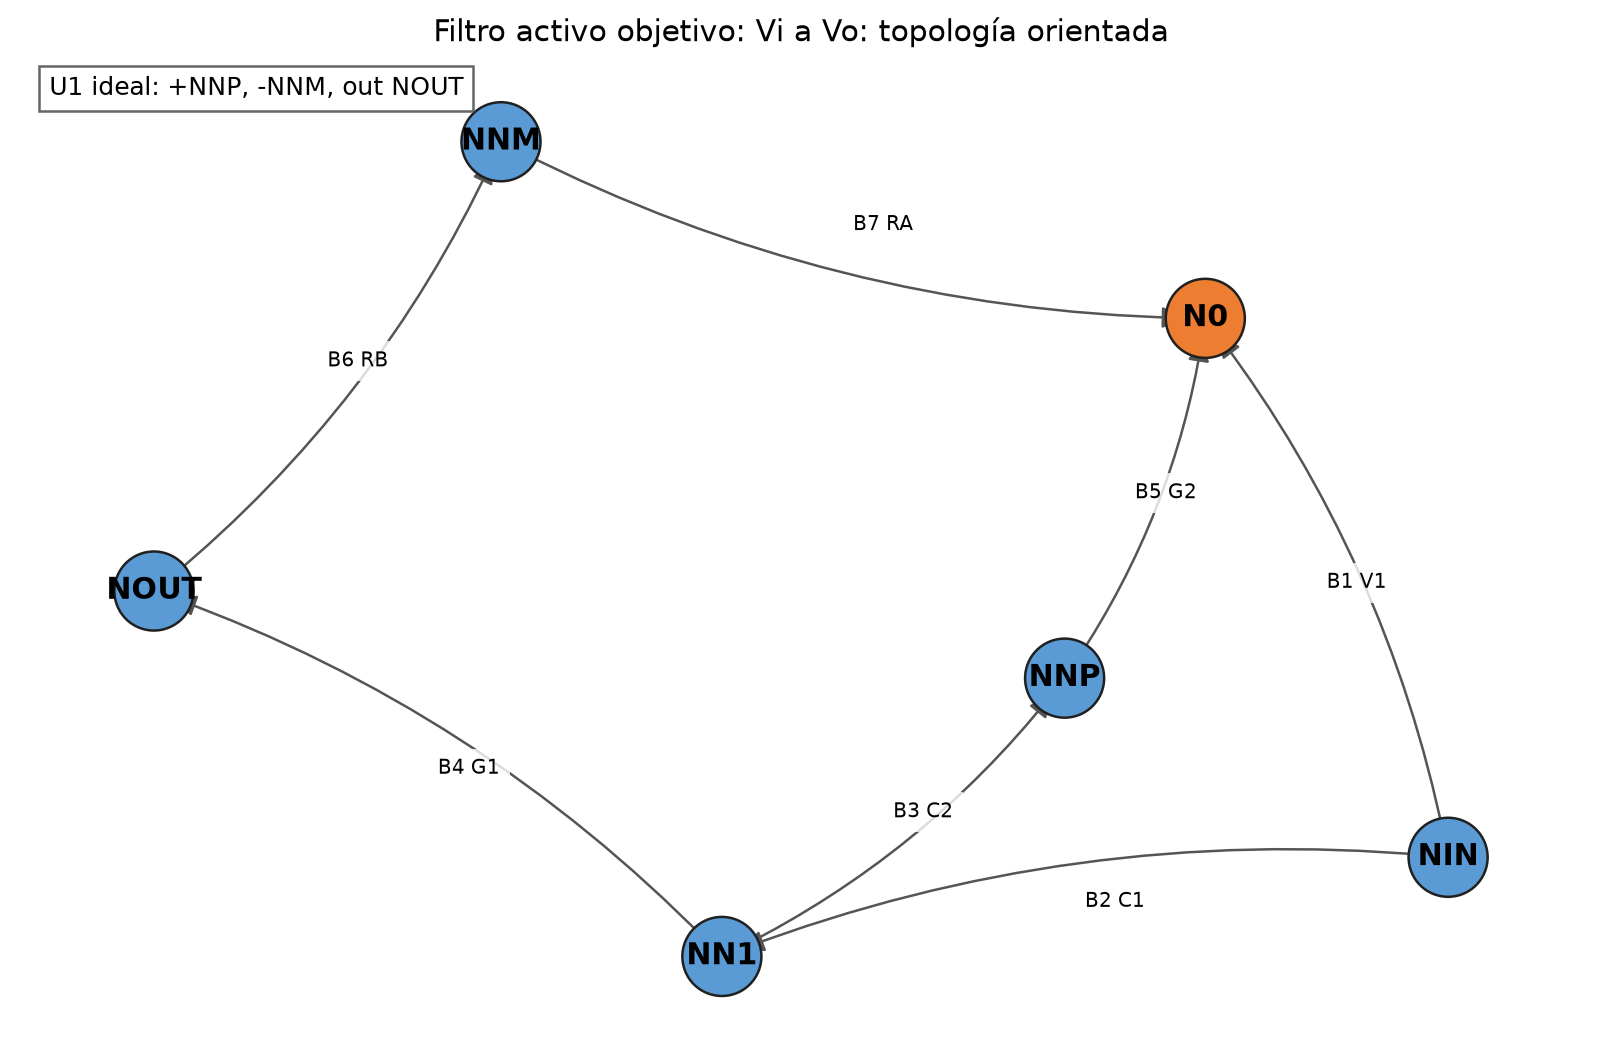 Filtro activo objetivo: Vi a Vo: topología orientada
U1 ideal: +NNP, -NNM, out NOUT
NNM
B7 RA
N0
B6 RB
B5 G2
B1 V1
NOUT
NNP
B4 G1
B3 C2
NIN
B2 C1
NN1